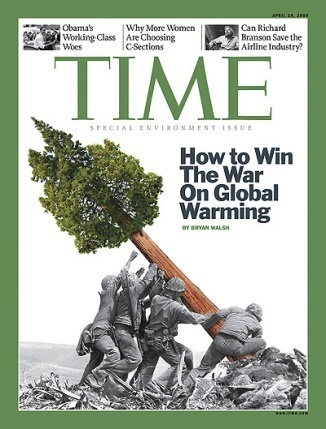 APRIL 28, 2008
Obama's
Working-Class
Woes
Why More Women
Are Choosing
C-Sections
Can Richard
Branson Save the
Airline Industry?
TIME
SPECIAL ENVIRONMENT ISSUE
How to Win
The War
On Global
Warming
BY BRYAN WALSH
www.time.com